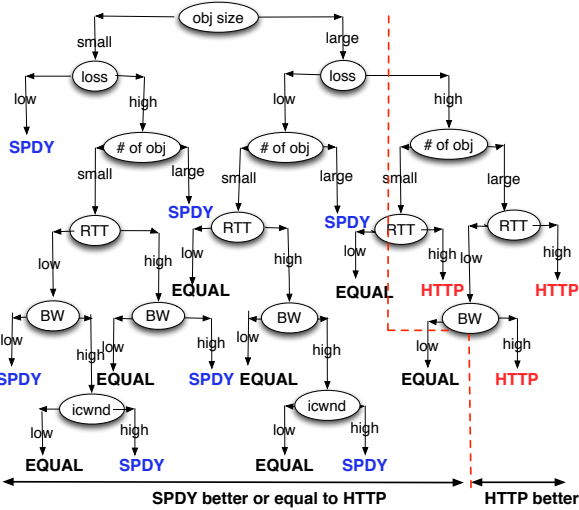 obj size
small large
loss loss
low high low high
SPDY
# of obj # of obj # of obj
small large small large small large
SPDY SPDY
RTT RTT RTT RTT
low high low high low high low high
EQUAL EQUAL HTTP HTTP
BW BW BW BW
low high low high low high low high
SPDY EQUAL SPDY EQUAL EQUAL HTTP
icwnd icwnd
low high low high
EQUAL SPDY EQUAL SPDY
SPDY better or equal to HTTP HTTP better